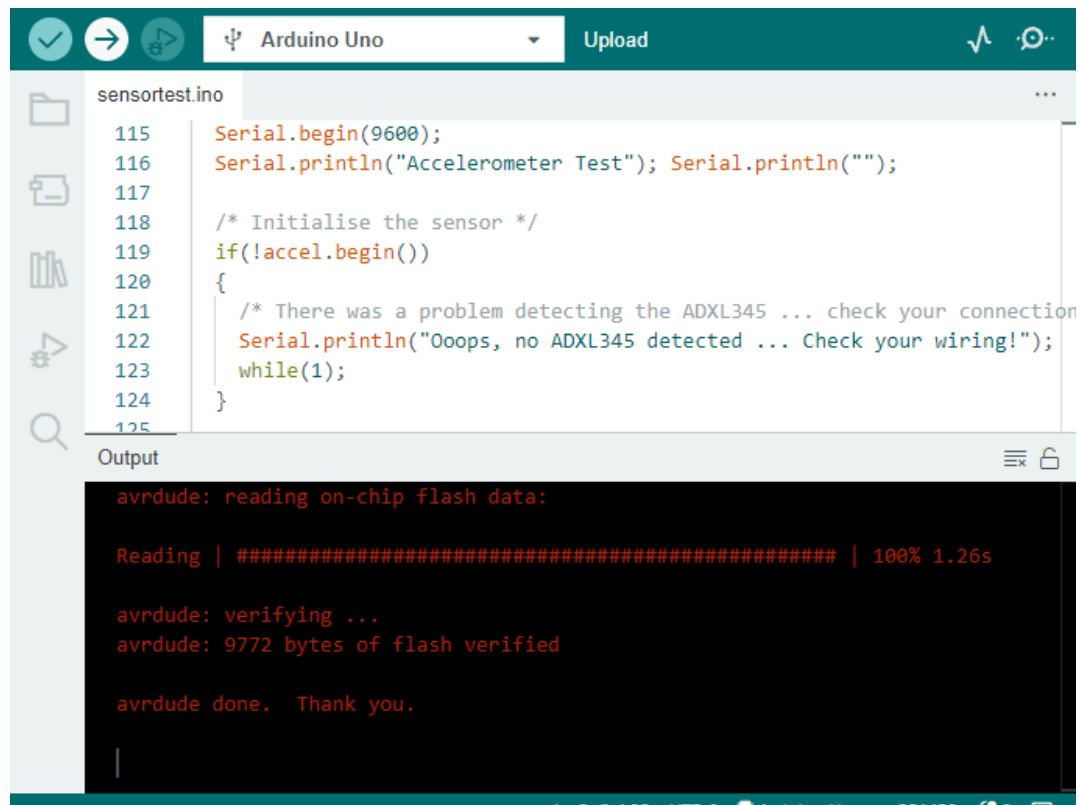 Arduino Uno
Upload
sensortest.ino
...
115 Serial.begin(9600);
116 Serial.println("Accelerometer Test"); Serial.println("");
117
118 /* Initialise the sensor */
119 if(!accel.begin())
120 {
121 /* There was a problem detecting the ADXL345 ... check your connection
122 Serial.println("Ooops, no ADXL345 detected ... Check your wiring!");
123 while(1);
124 }
125
Output
avrdude: reading on-chip flash data:
Reading | ################################################## | 100% 1.26s
avrdude: verifying ...
avrdude: 9772 bytes of flash verified
avrdude done.  Thank you.